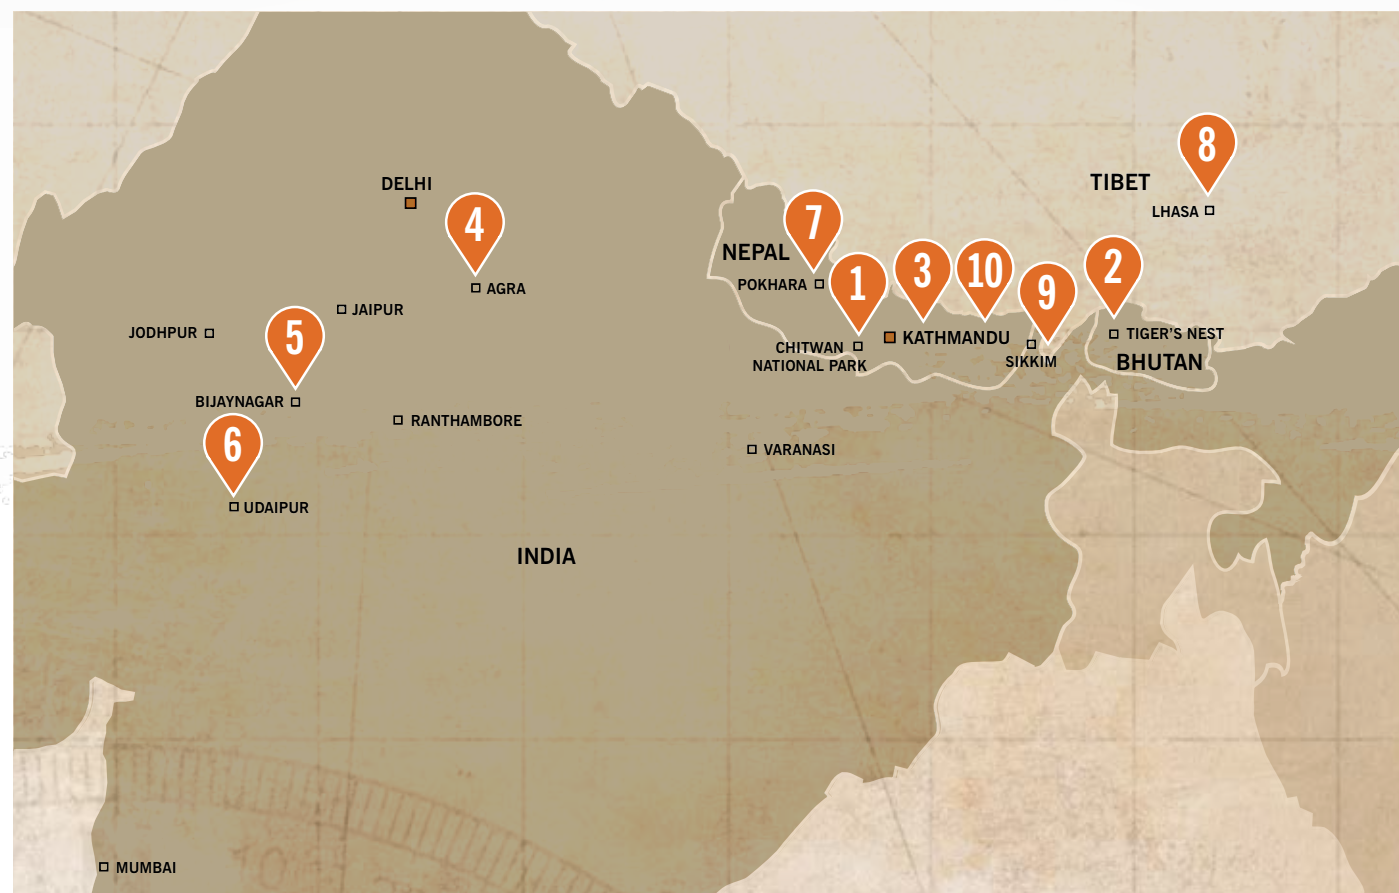 8
TIBET
DELHI
LHASA
4
7
NEPAL
3
10
2
1
9
POKHARA
AGRA
JAIPUR
JODHPUR
5
TIGER'S NEST
KATHMANDU
CHITWAN
NATIONAL PARK
SIKKIM
BHUTAN
BIJAYNAGAR
RANTHAMBORE
6
VARANASI
UDAIPUR
INDIA
MUMBAI